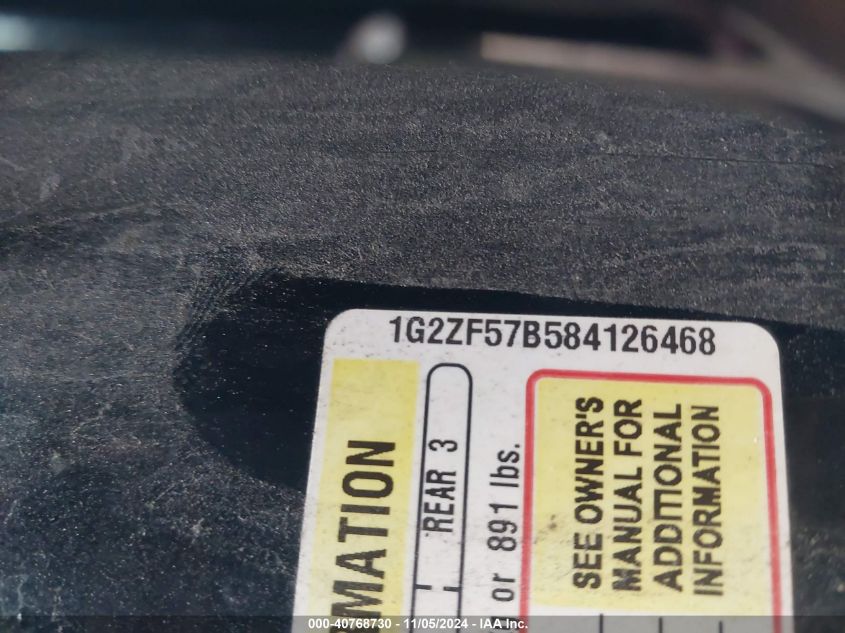 1G2ZF57B584126468
RMATION
REAR 3
or 891 lbs.
SEE OWNER'S
MANUAL FOR
ADDITIONAL
INFORMATION
000-40768730 - 11/05/2024 - IAA Inc.